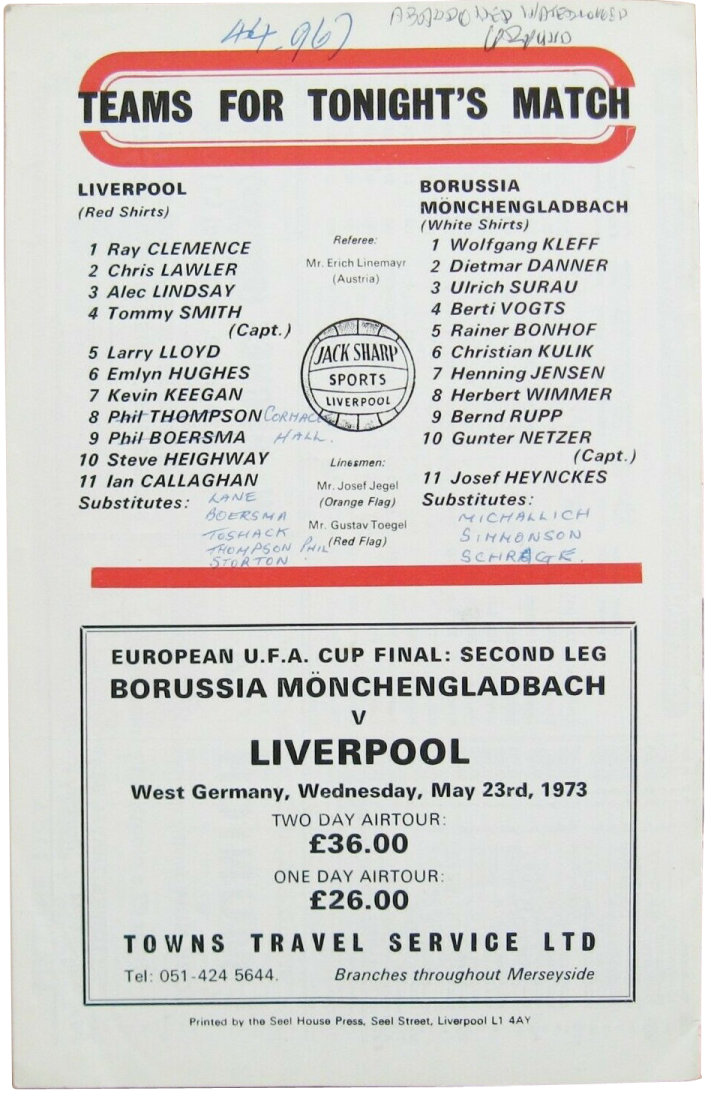 44,967
ABANDONED WATERLOGGED
GROUND
TEAMS FOR TONIGHT'S MATCH
LIVERPOOL
(Red Shirts)
1 Ray CLEMENCE
2 Chris LAWLER
3 Alec LINDSAY
4 Tommy SMITH
(Capt.)
5 Larry LLOYD
6 Emlyn HUGHES
7 Kevin KEEGAN
8 Phil THOMPSON CORMACK
9 Phil BOERSMA HALL.
10 Steve HEIGHWAY
11 Ian CALLAGHAN
Substitutes: LANE
BOERSMA
TOSHACK
THOMPSON PHIL
STORTON
Referee:
Mr. Erich Linemayr
(Austria)
JACK SHARP
SPORTS
LIVERPOOL
Linesmen:
Mr. Josef Jegel
(Orange Flag)
Mr. Gustav Toegel
(Red Flag)
BORUSSIA
MÖNCHENGLADBACH
(White Shirts)
1 Wolfgang KLEFF
2 Dietmar DANNER
3 Ulrich SURAU
4 Berti VOGTS
5 Rainer BONHOF
6 Christian KULIK
7 Henning JENSEN
8 Herbert WIMMER
9 Bernd RUPP
10 Gunter NETZER
(Capt.)
11 Josef HEYNCKES
Substitutes:
MICHALLICH
SIMMONSON
SCHRAGE.
EUROPEAN U.F.A. CUP FINAL: SECOND LEG
BORUSSIA MÖNCHENGLADBACH
V
LIVERPOOL
West Germany, Wednesday, May 23rd, 1973
TWO DAY AIRTOUR:
£36.00
ONE DAY AIRTOUR:
£26.00
TOWNS TRAVEL SERVICE LTD
Tel: 051-424 5644. Branches throughout Merseyside
Printed by the Seel House Press, Seel Street, Liverpool L1 4AY